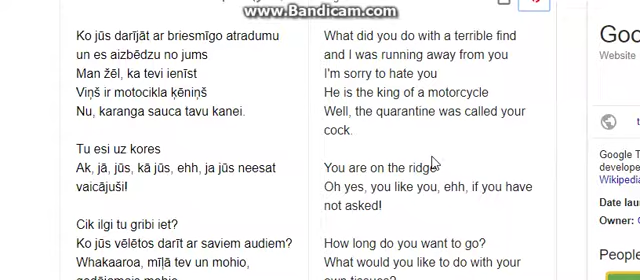 www.Bandicam.com
Ko jūs darījāt ar briesmīgo atradumu
un es aizbēdzu no jums
Man žēl, ka tevi ienīst
Viņš ir motocikla ķēniņš
Nu, karanga sauca tavu kanei.
Tu esi uz kores
Ak, jā, jūs, kā jūs, ehh, ja jūs neesat
vaicājuši!
Cik ilgi tu gribi iet?
Ko jūs vēlētos darīt ar saviem audiem?
Whakaaroa, mīļā tev un mohio,
What did you do with a terrible find
and I was running away from you
I'm sorry to hate you
He is the king of a motorcycle
Well, the quarantine was called your
cock.
You are on the ridge
Oh yes, you like you, ehh, if you have
not asked!
How long do you want to go?
What would you like to do with your
own tissues?
Goo
Website
Google T
develope
Wikipedia
Date lau
Owner: G
People